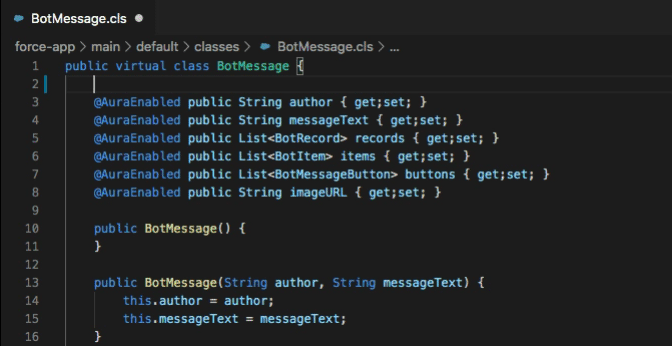 BotMessage.cls
force-app > main > default > classes > BotMessage.cls > ...
1 public virtual class BotMessage {
2
3 @AuraEnabled public String author { get;set; }
4 @AuraEnabled public String messageText { get;set; }
5 @AuraEnabled public List<BotRecord> records { get;set; }
6 @AuraEnabled public List<BotItem> items { get;set; }
7 @AuraEnabled public List<BotMessageButton> buttons { get;set; }
8 @AuraEnabled public String imageURL { get;set; }
9
10 public BotMessage() {
11 }
12
13 public BotMessage(String author, String messageText) {
14 this.author = author;
15 this.messageText = messageText;
16 }